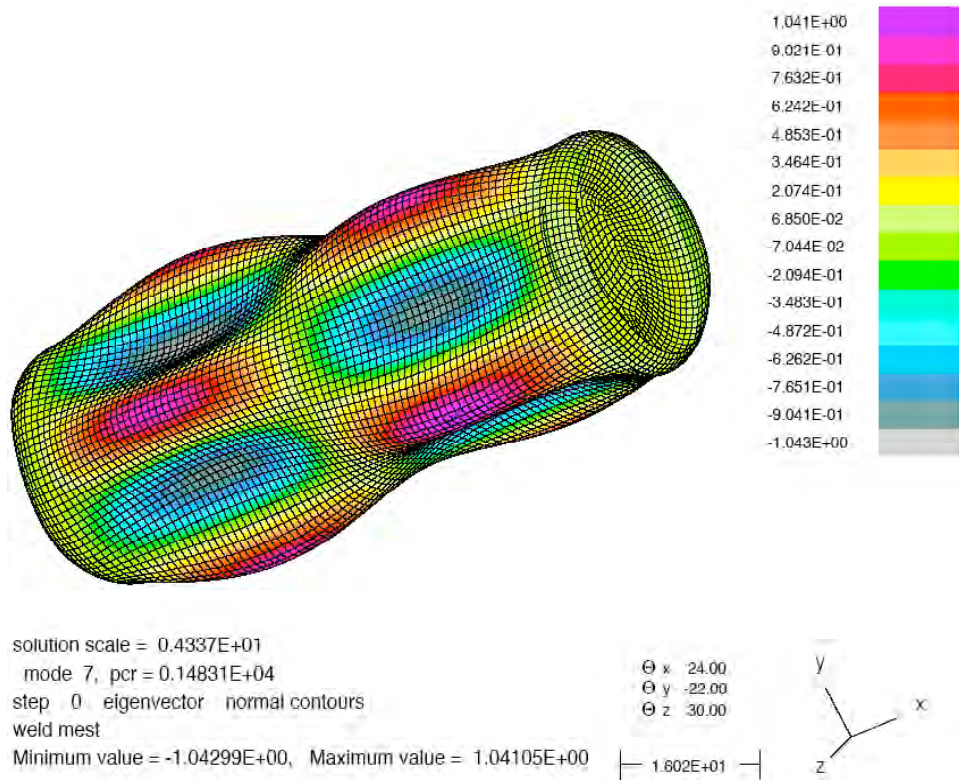 1.041E+00
9.021E-01
7.632E-01
6.242E-01
4.853E-01
3.464E-01
2.074E-01
6.850E-02
-7.044E-02
-2.094E-01
-3.483E-01
-4.872E-01
-6.262E-01
-7.651E-01
-9.041E-01
-1.043E+00
solution scale = 0.4337E+01
mode 7, pcr = 0.14831E+04
step 0 eigenvector normal contours
weld mest
Minimum value = -1.04299E+00, Maximum value = 1.04105E+00
Θ x 24.00
Θ y -22.00
Θ z 30.00
1.602E+01
y
x
z